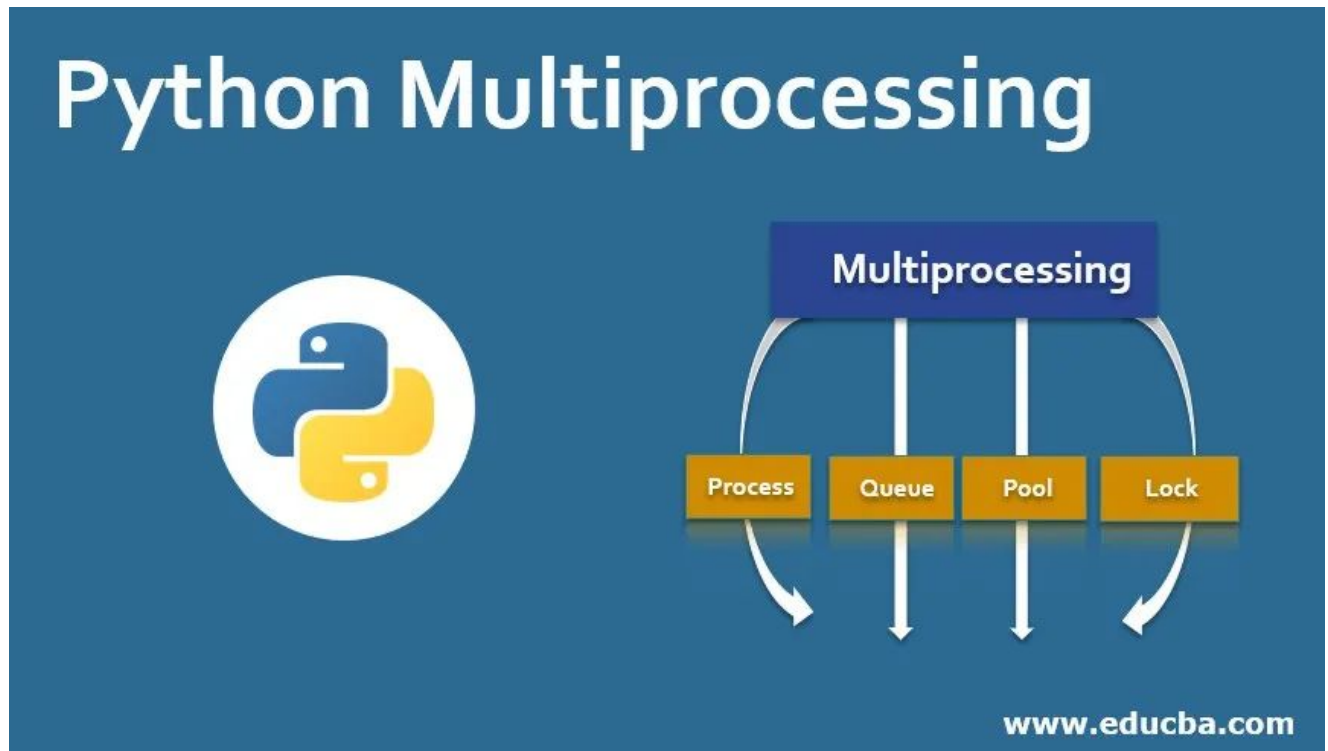 Python Multiprocessing
Multiprocessing
Process
Queue
Pool
Lock
www.educba.com